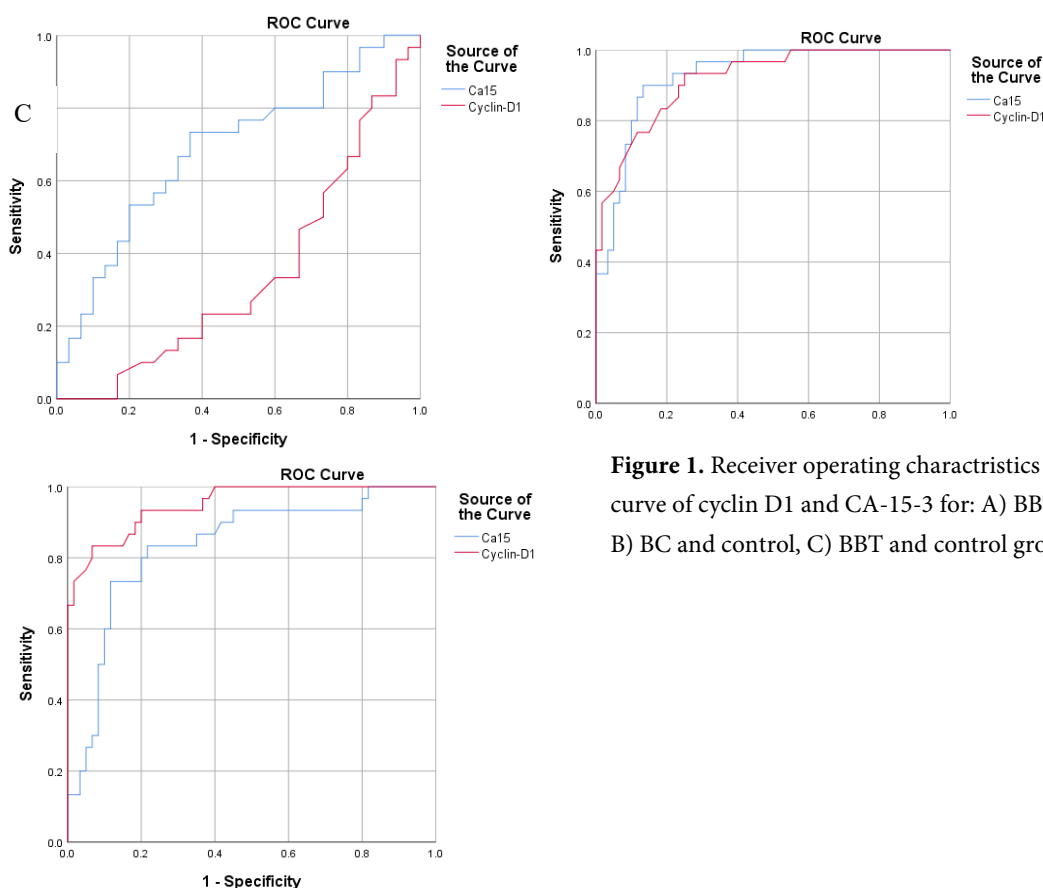 ROC Curve
Source of
the Curve
Ca15
Cyclin-D1
C
Sensitivity
1.0
0.6
0.4
0.2
0.0
0.0 0.2 0.4 0.6 0.8 1.0
1 - Specificity
ROC Curve
Source of
the Curve
Ca15
Cyclin-D1
Sensitivity
1.0
0.8
0.6
0.4
0.2
0.0
0.0 0.2 0.4 0.6 0.8 1.0
Figure 1. Receiver operating charactristics
curve of cyclin D1 and CA-15-3 for: A)
B) BC and control, C) BBT and control
ROC Curve
Source of
the Curve
Ca15
Cyclin-D1
Sensitivity
1.0
0.8
0.6
0.4
0.2
0.0
0.0 0.2 0.4 0.6 0.8 1.0
1 - Specificity